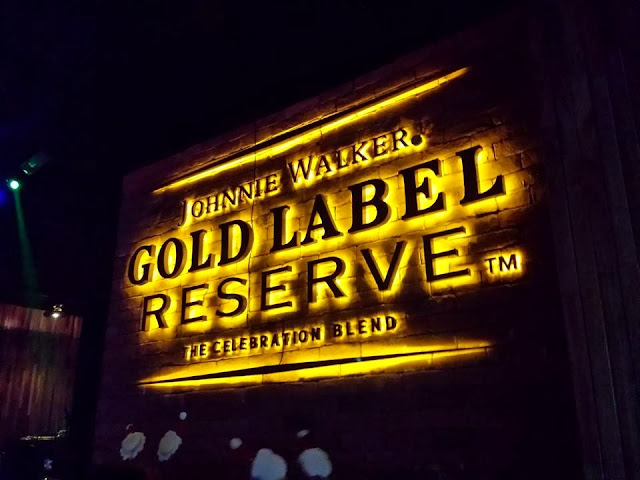 JOHNNIE WALKER.
GOLD LABEL
RESERVE™
THE CELEBRATION BLEND